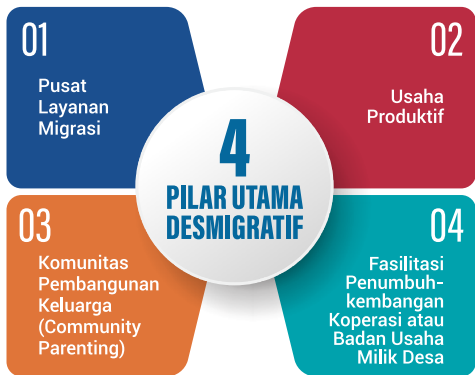 01
Pusat
Layanan
Migrasi
02
Usaha
Produktif
4
PILAR UTAMA
DESMIGRATIF
03
Komunitas
Pembangunan
Keluarga
(Community
Parenting)
04
Fasilitasi
Penumbuh-
kembangan
Koperasi atau
Badan Usaha
Milik Desa